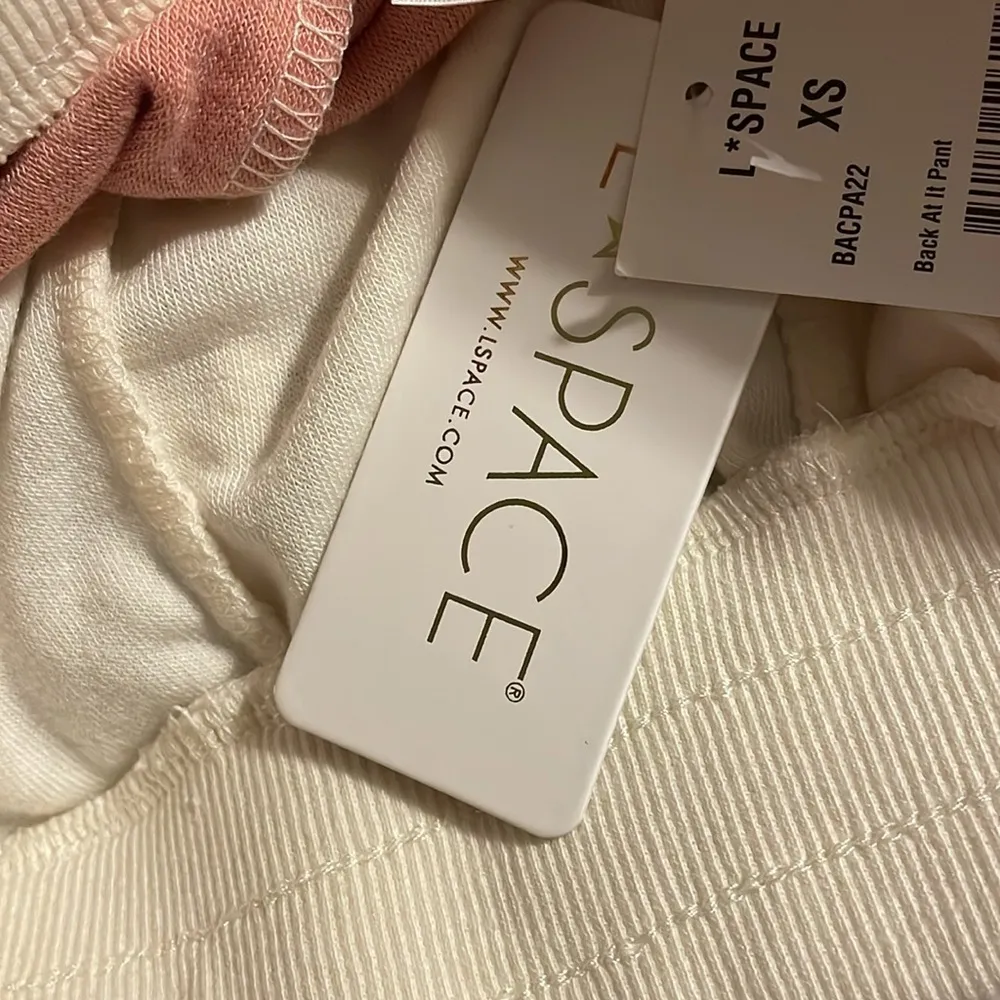 L*SPACE
XS
BACPA22
Back At It Pant
L★SPACE®
WWW.LSPACE.COM